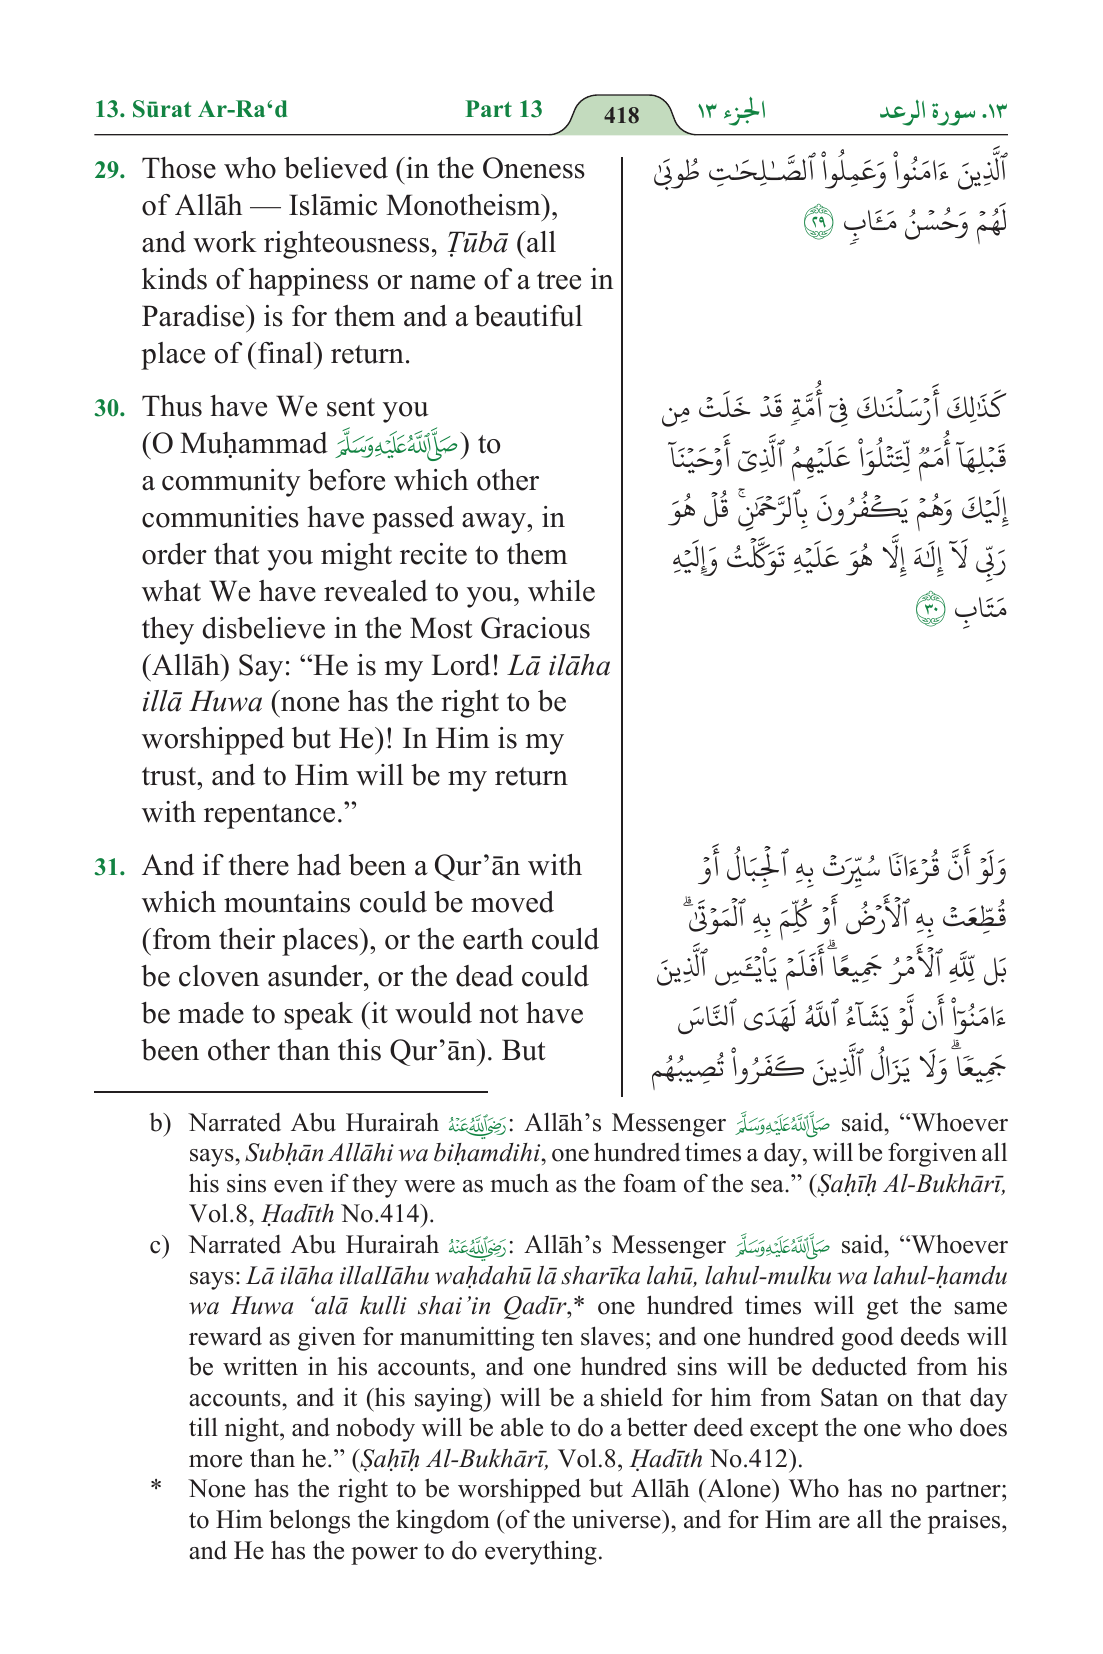 13. Sūrat Ar-Ra‘d Part 13 418 الجزء ١٣ ١٣. سورة الرعد
29. Those who believed (in the Oneness
of Allāh — Islāmic Monotheism),
and work righteousness, Ṭūbā (all
kinds of happiness or name of a tree in
Paradise) is for them and a beautiful
place of (final) return.
30. Thus have We sent you
(O Muḥammad صَلَّى اللَّهُ عَلَيْهِ وَسَلَّمَ) to
a community before which other
communities have passed away, in
order that you might recite to them
what We have revealed to you, while
they disbelieve in the Most Gracious
(Allāh) Say: “He is my Lord! Lā ilāha
illā Huwa (none has the right to be
worshipped but He)! In Him is my
trust, and to Him will be my return
with repentance.”
31. And if there had been a Qur’ān with
which mountains could be moved
(from their places), or the earth could
be cloven asunder, or the dead could
be made to speak (it would not have
been other than this Qur’ān). But
ٱلَّذِينَ ءَامَنُوا۟ وَعَمِلُوا۟ ٱلصَّـٰلِحَـٰتِ طُوبَىٰ
لَهُمْ وَحُسْنُ مَـَٔابٍ ٢٩
كَذَٰلِكَ أَرْسَلْنَـٰكَ فِىٓ أُمَّةٍ قَدْ خَلَتْ مِن
قَبْلِهَآ أُمَمٌ لِّتَتْلُوَا۟ عَلَيْهِمُ ٱلَّذِىٓ أَوْحَيْنَآ
إِلَيْكَ وَهُمْ يَكْفُرُونَ بِٱلرَّحْمَـٰنِ ۚ قُلْ هُوَ
رَبِّى لَآ إِلَـٰهَ إِلَّا هُوَ عَلَيْهِ تَوَكَّلْتُ وَإِلَيْهِ
مَتَابِ ٣٠
وَلَوْ أَنَّ قُرْءَانًا سُيِّرَتْ بِهِ ٱلْجِبَالُ أَوْ
قُطِّعَتْ بِهِ ٱلْأَرْضُ أَوْ كُلِّمَ بِهِ ٱلْمَوْتَىٰ ۗ
بَل لِّلَّهِ ٱلْأَمْرُ جَمِيعًا ۗ أَفَلَمْ يَا۟يْـَٔسِ ٱلَّذِينَ
ءَامَنُوٓا۟ أَن لَّوْ يَشَآءُ ٱللَّهُ لَهَدَى ٱلنَّاسَ
جَمِيعًا ۗ وَلَا يَزَالُ ٱلَّذِينَ كَفَرُوا۟ تُصِيبُهُم
b) Narrated Abu Hurairah رَضِيَ اللَّهُ عَنْهُ: Allāh’s Messenger صَلَّى اللَّهُ عَلَيْهِ وَسَلَّمَ said, “Whoever
says, Subḥān Allāhi wa biḥamdihi, one hundred times a day, will be forgiven all
his sins even if they were as much as the foam of the sea.” (Ṣaḥīḥ Al-Bukhārī,
Vol.8, Ḥadīth No.414).
c) Narrated Abu Hurairah رَضِيَ اللَّهُ عَنْهُ: Allāh’s Messenger صَلَّى اللَّهُ عَلَيْهِ وَسَلَّمَ said, “Whoever
says: Lā ilāha illalIāhu waḥdahū lā sharīka lahū, lahul-mulku wa lahul-ḥamdu
wa Huwa ‘alā kulli shai’in Qadīr,* one hundred times will get the same
reward as given for manumitting ten slaves; and one hundred good deeds will
be written in his accounts, and one hundred sins will be deducted from his
accounts, and it (his saying) will be a shield for him from Satan on that day
till night, and nobody will be able to do a better deed except the one who does
more than he.” (Ṣaḥīḥ Al-Bukhārī, Vol.8, Ḥadīth No.412).
* None has the right to be worshipped but Allāh (Alone) Who has no partner;
to Him belongs the kingdom (of the universe), and for Him are all the praises,
and He has the power to do everything.